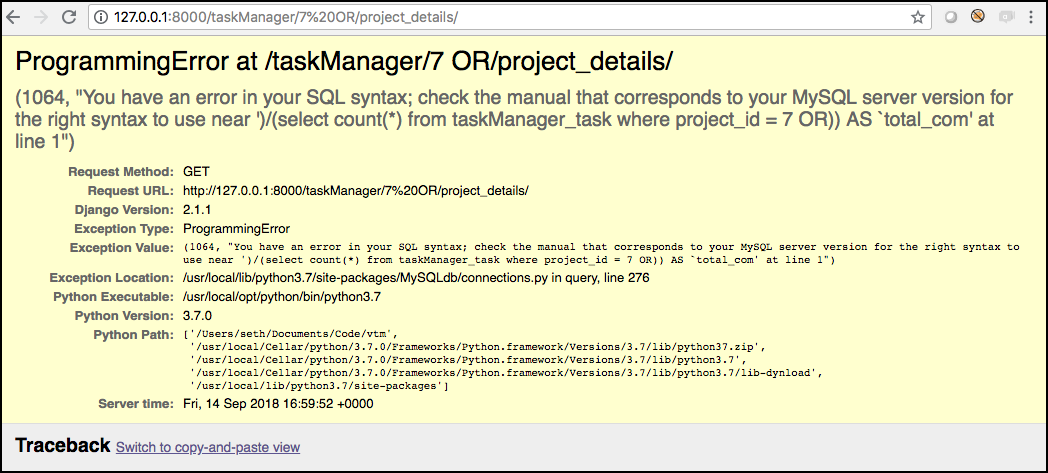 127.0.0.1:8000/taskManager/7%20OR/project_details/
ProgrammingError at /taskManager/7 OR/project_details/
(1064, "You have an error in your SQL syntax; check the manual that corresponds to your MySQL server version for
the right syntax to use near ')/(select count(*) from taskManager_task where project_id = 7 OR)) AS `total_com' at
line 1")
Request Method: GET
Request URL: http://127.0.0.1:8000/taskManager/7%20OR/project_details/
Django Version: 2.1.1
Exception Type: ProgrammingError
Exception Value: (1064, "You have an error in your SQL syntax; check the manual that corresponds to your MySQL server version for the right syntax to
use near ')/(select count(*) from taskManager_task where project_id = 7 OR)) AS `total_com' at line 1")
Exception Location: /usr/local/lib/python3.7/site-packages/MySQLdb/connections.py in query, line 276
Python Executable: /usr/local/opt/python/bin/python3.7
Python Version: 3.7.0
Python Path: ['/Users/seth/Documents/Code/vtm',
'/usr/local/Cellar/python/3.7.0/Frameworks/Python.framework/Versions/3.7/lib/python37.zip',
'/usr/local/Cellar/python/3.7.0/Frameworks/Python.framework/Versions/3.7/lib/python3.7',
'/usr/local/Cellar/python/3.7.0/Frameworks/Python.framework/Versions/3.7/lib/python3.7/lib-dynload',
'/usr/local/lib/python3.7/site-packages']
Server time: Fri, 14 Sep 2018 16:59:52 +0000
Traceback Switch to copy-and-paste view